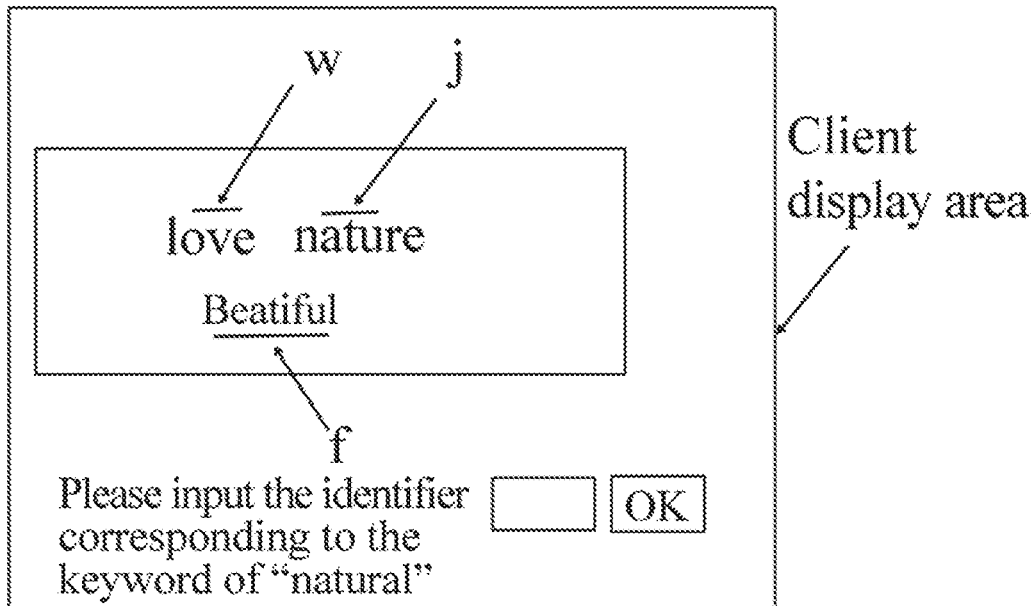 w j
Client
display area
love nature
Beatiful
f
Please input the identifier
corresponding to the
keyword of “natural”
OK